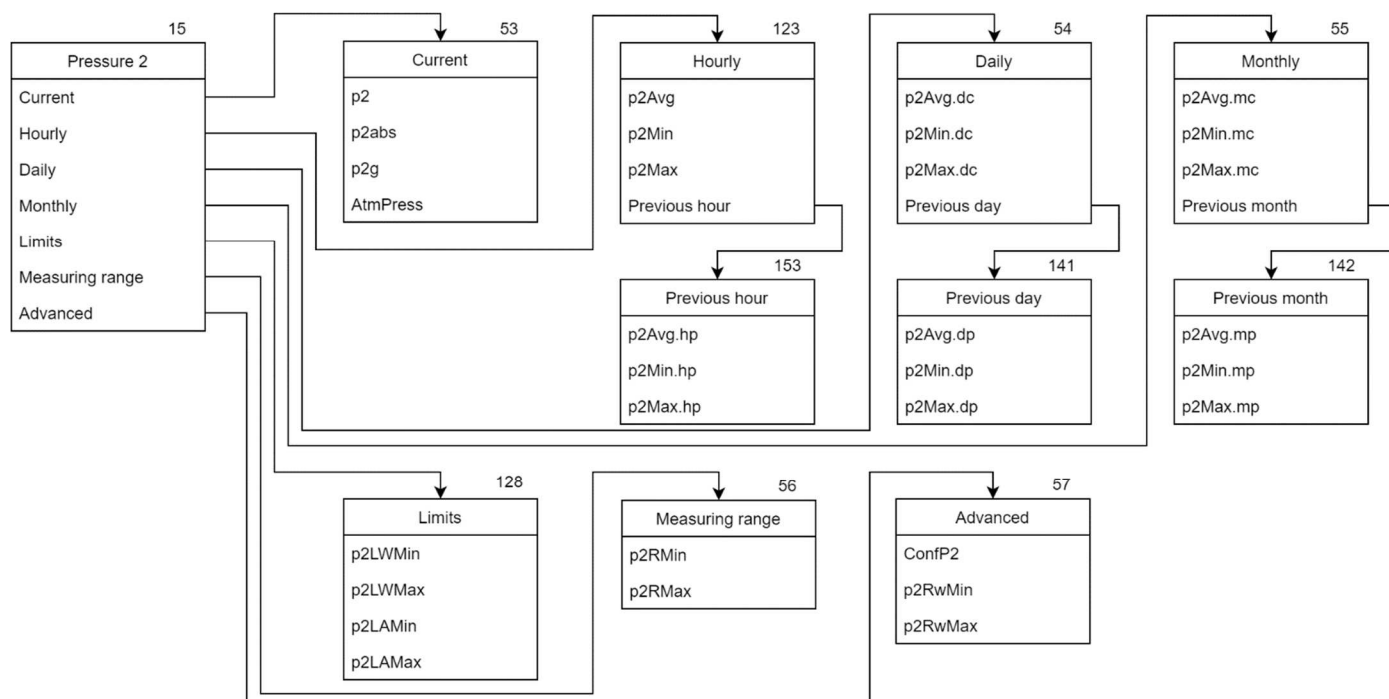 15
Pressure 2
Current
Hourly
Daily
Monthly
Limits
Measuring range
Advanced
53
Current
p2
p2abs
p2g
AtmPress
123
Hourly
p2Avg
p2Min
p2Max
Previous hour
54
Daily
p2Avg.dc
p2Min.dc
p2Max.dc
Previous day
55
Monthly
p2Avg.mc
p2Min.mc
p2Max.mc
Previous month
153
Previous hour
p2Avg.hp
p2Min.hp
p2Max.hp
141
Previous day
p2Avg.dp
p2Min.dp
p2Max.dp
142
Previous month
p2Avg.mp
p2Min.mp
p2Max.mp
128
Limits
p2LWMin
p2LWMax
p2LAMin
p2LAMax
56
Measuring range
p2RMin
p2RMax
57
Advanced
ConfP2
p2RwMin
p2RwMax